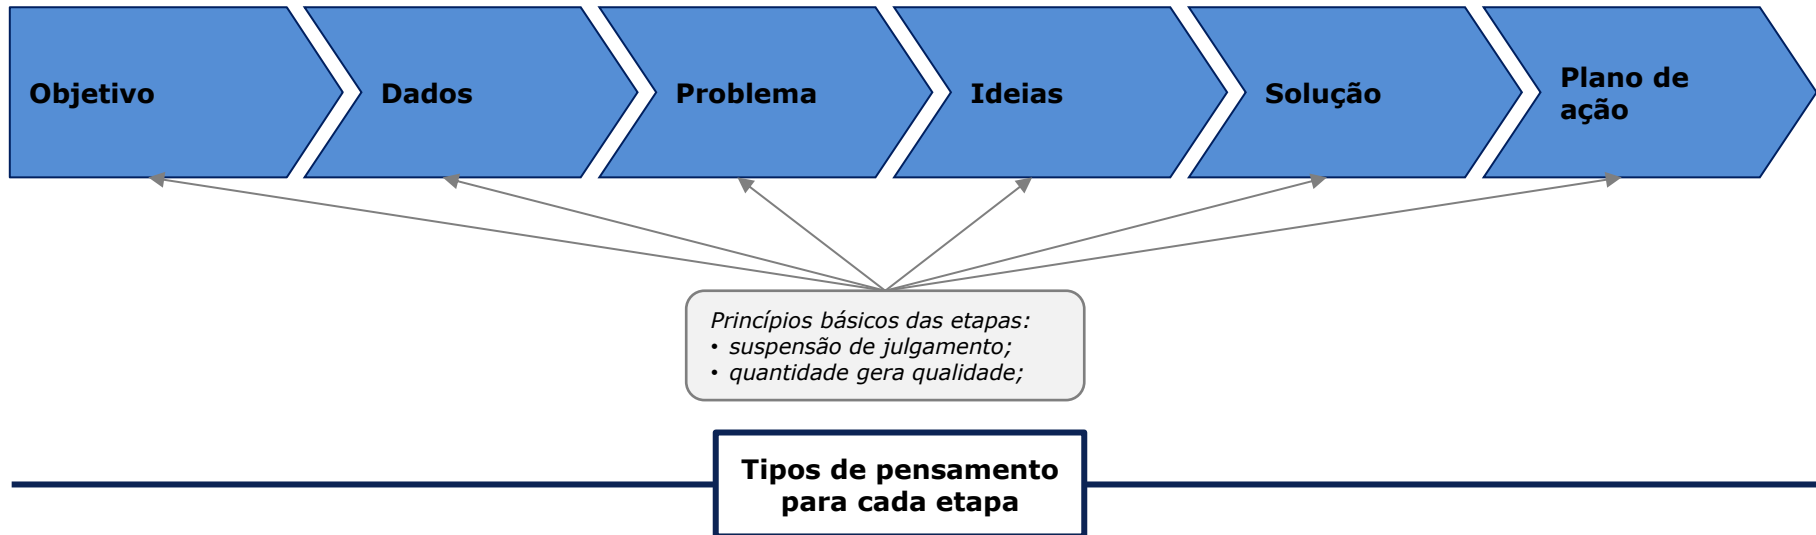 Objetivo
Dados
Problema
Ideias
Solução
Plano de
ação
Princípios básicos das etapas:
• suspensão de julgamento;
• quantidade gera qualidade;
Tipos de pensamento
para cada etapa